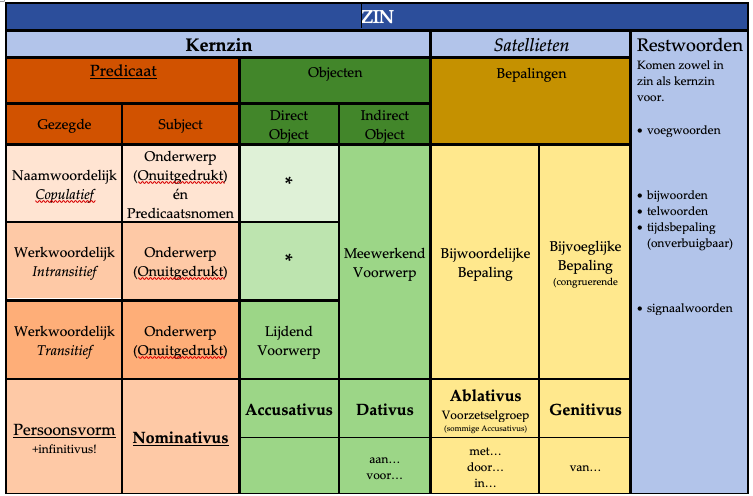 ZIN
Kernzin
Satellieten
Restwoorden
Predicaat
Objecten
Bepalingen
Komen zowel in
zin als kernzin
voor.
• voegwoorden
• bijwoorden
• telwoorden
• tijdsbepaling
(onverbuigbaar)
• signaalwoorden
Gezegde
Subject
Direct
Object
Indirect
Object
Naamwoordelijk
Copulatief
Onderwerp
(Onuitgedrukt)
én
Predicaatsnomen
*
Meewerkend
Voorwerp
Bijwoordelijke
Bepaling
Bijvoeglijke
Bepaling
(congruerende
Werkwoordelijk
Intransitief
Onderwerp
(Onuitgedrukt)
*
Werkwoordelijk
Transitief
Onderwerp
(Onuitgedrukt)
Lijdend
Voorwerp
Persoonsvorm
+infinitivus!
Nominativus
Accusativus
Dativus
Ablativus
Voorzetselgroep
(sommige Accusativus)
Genitivus
aan…
voor…
met…
door…
in…
van…